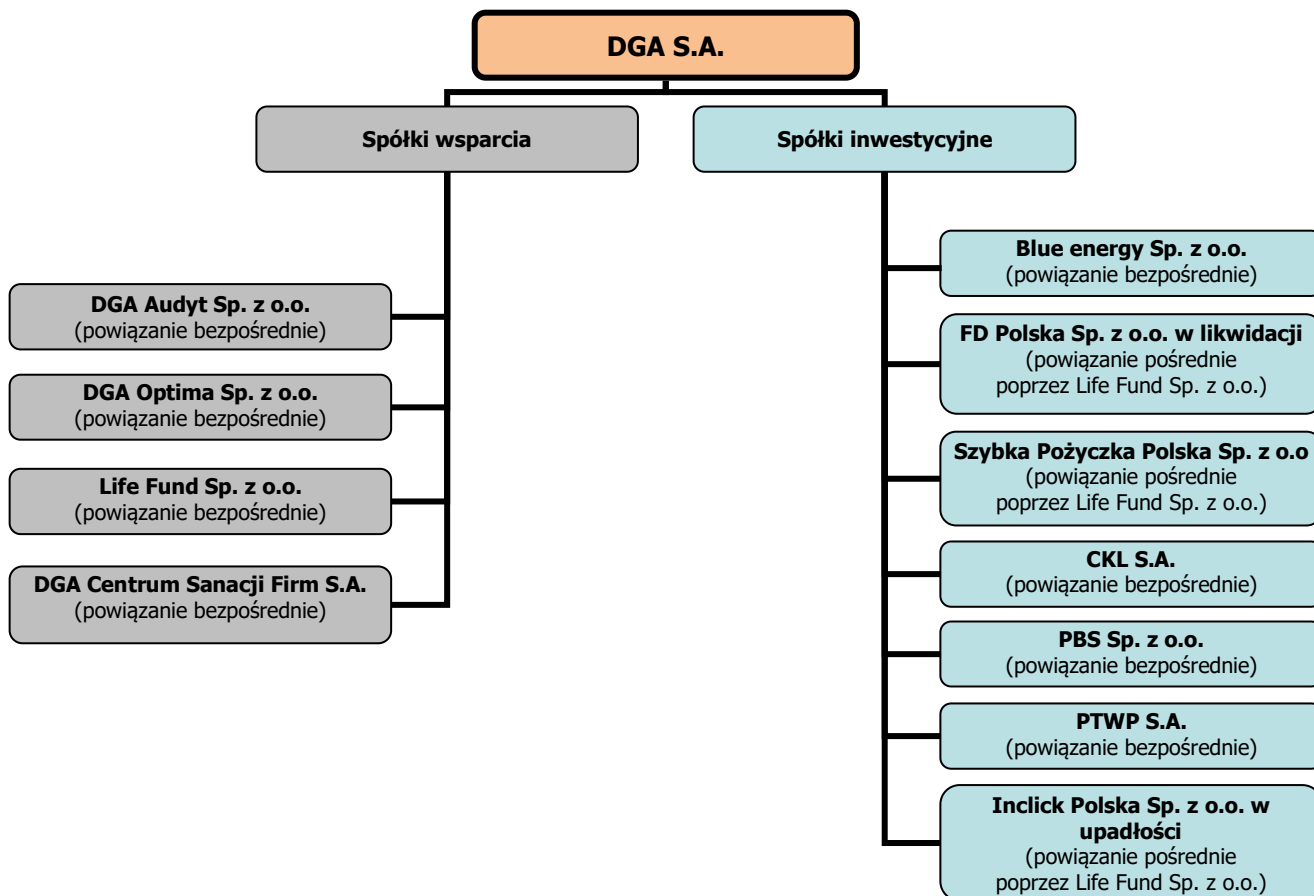 DGA S.A.
Spółki wsparcia
Spółki inwestycyjne
DGA Audyt Sp. z o.o.
(powiązanie bezpośrednie)
DGA Optima Sp. z o.o.
(powiązanie bezpośrednie)
Life Fund Sp. z o.o.
(powiązanie bezpośrednie)
DGA Centrum Sanacji Firm S.A.
(powiązanie bezpośrednie)
Blue energy Sp. z o.o.
(powiązanie bezpośrednie)
FD Polska Sp. z o.o. w likwidacji
(powiązanie pośrednie
poprzez Life Fund Sp. z o.o.)
Szybka Pożyczka Polska Sp. z o.o
(powiązanie pośrednie
poprzez Life Fund Sp. z o.o.)
CKL S.A.
(powiązanie bezpośrednie)
PBS Sp. z o.o.
(powiązanie bezpośrednie)
PTWP S.A.
(powiązanie bezpośrednie)
Inclick Polska Sp. z o.o. w
upadłości
(powiązanie pośrednie
poprzez Life Fund Sp. z o.o.)